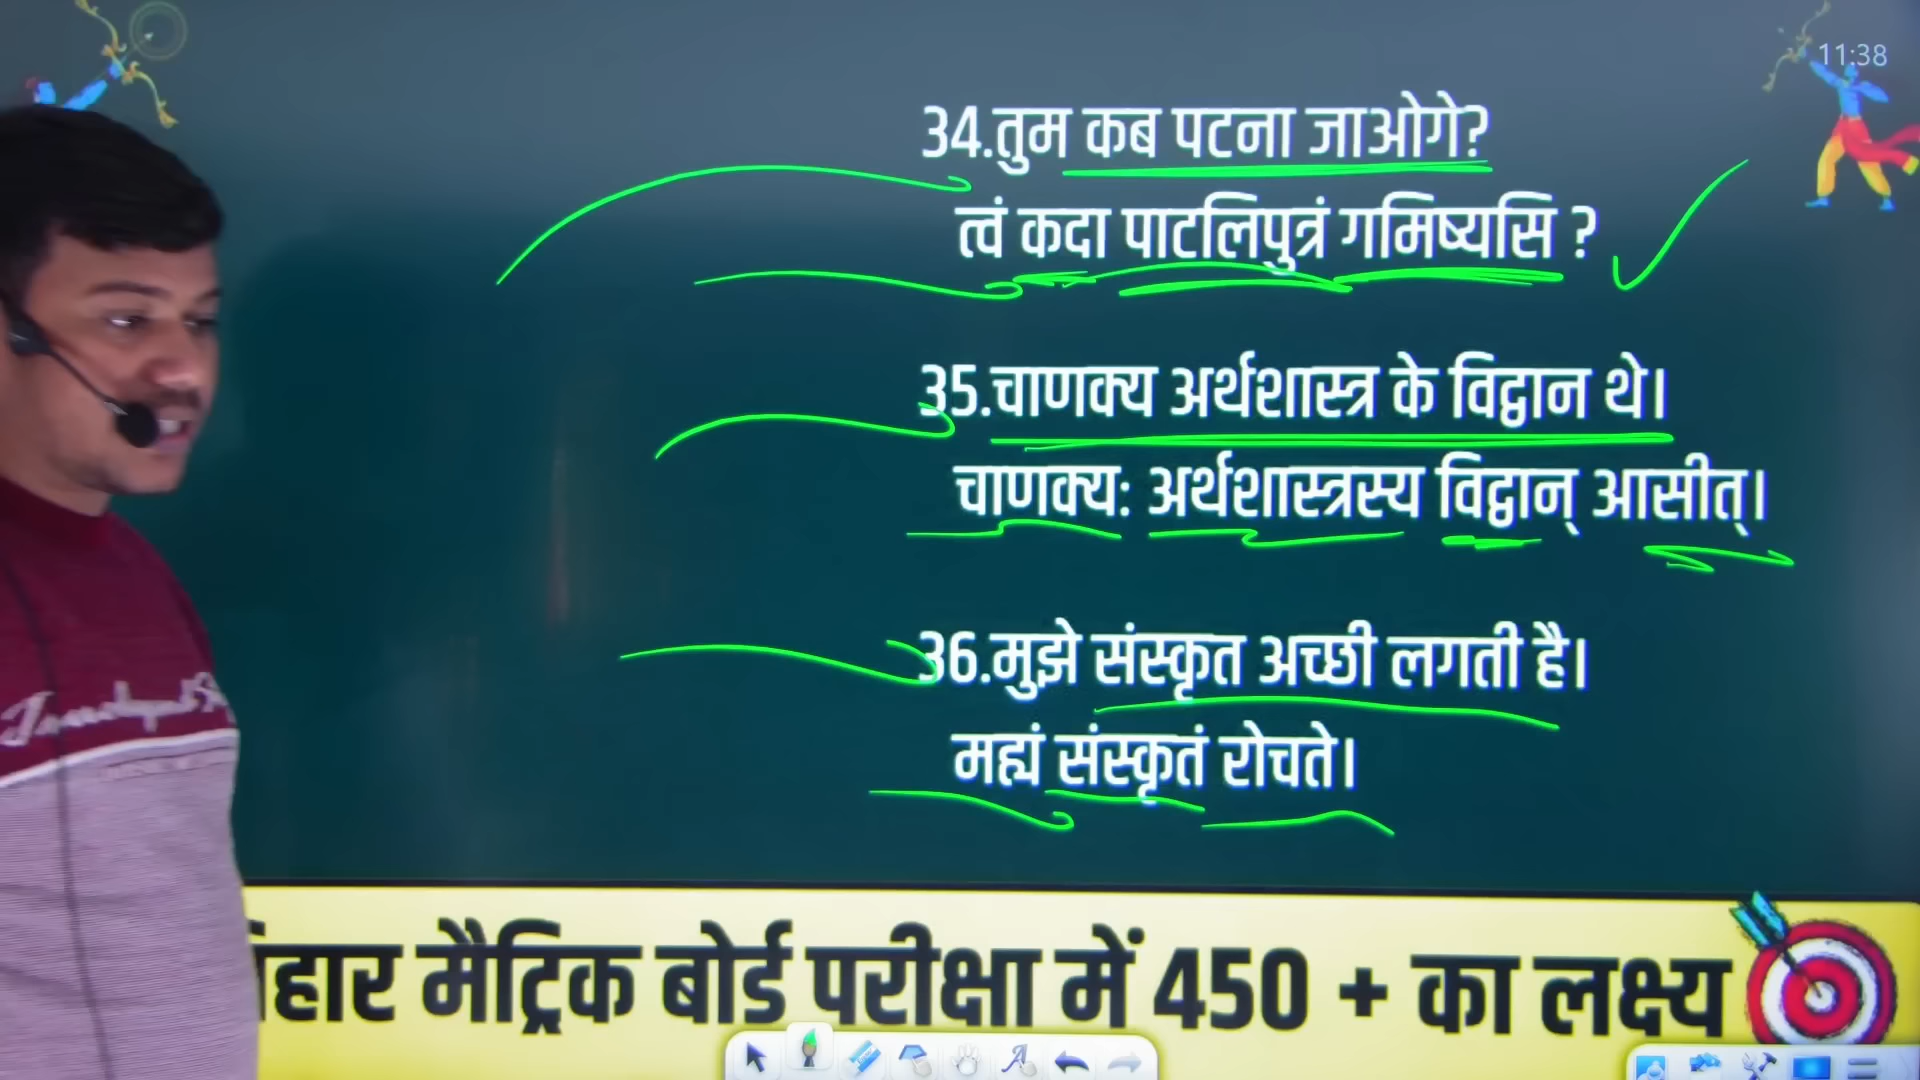 11:38
34.तुम कब पटना जाओगे?
त्वं कदा पाटलिपुत्रं गमिष्यसि ?
35.चाणक्य अर्थशास्त्र के विद्वान थे।
चाणक्य: अर्थशास्त्रस्य विद्वान् आसीत्।
36.मुझे संस्कृत अच्छी लगती है।
मह्यं संस्कृतं रोचते।
मैट्रिक बोर्ड परीक्षा में 450 + का लक्ष्य